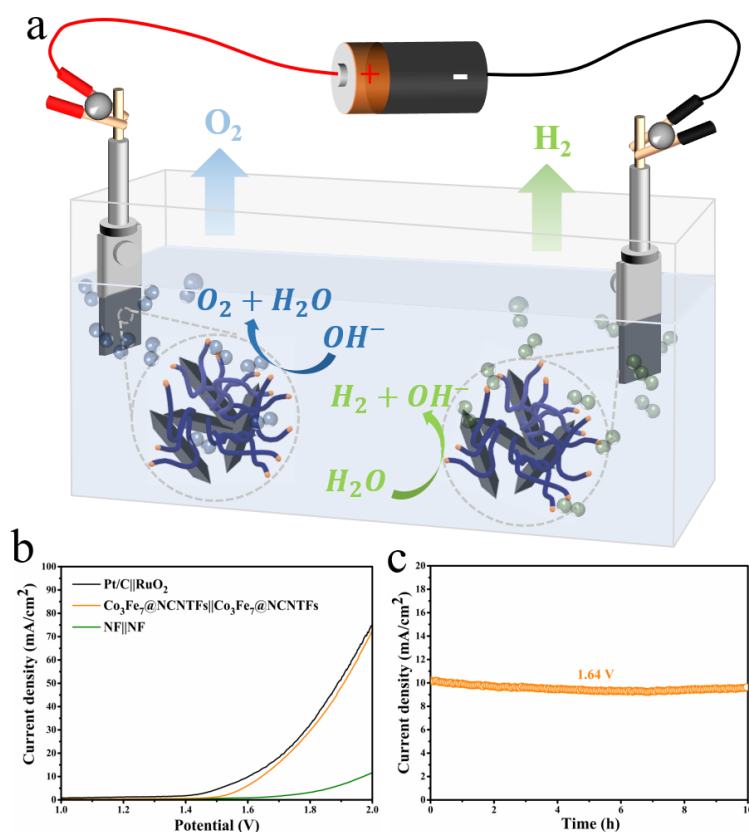 a
+
-
O₂
H₂
O₂ + H₂O
OH⁻
H₂ + OH⁻
H₂O
b
Current density (mA/cm²)
100
90
80
70
60
50
40
30
20
10
0
Pt/C||RuO₂
Co₃Fe₇@NCNTFs||Co₃Fe₇@NCNTFs
NF||NF
1.0 1.2 1.4 1.6 1.8 2.0
Potential (V)
c
Current density (mA/cm²)
20
18
16
14
12
10
8
6
4
2
0
1.64 V
0 2 4 6 8 10
Time (h)